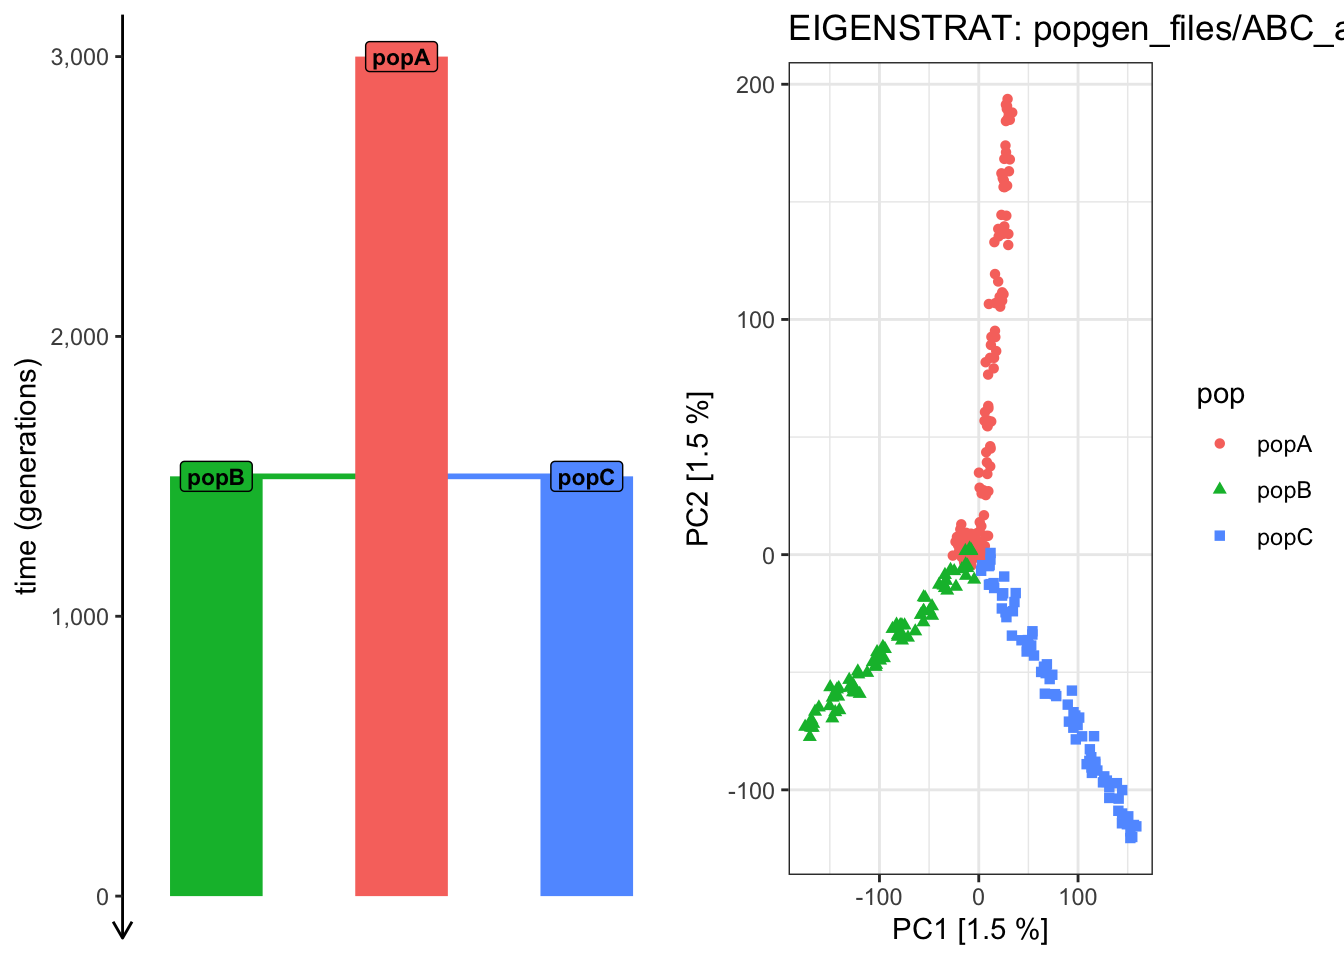 time (generations)
3,000
2,000
1,000
0
popA
popB
popC
EIGENSTRAT: popgen_files/ABC_a
PC2 [1.5 %]
200
100
0
-100
-100 0 100
PC1 [1.5 %]
pop
popA
popB
popC